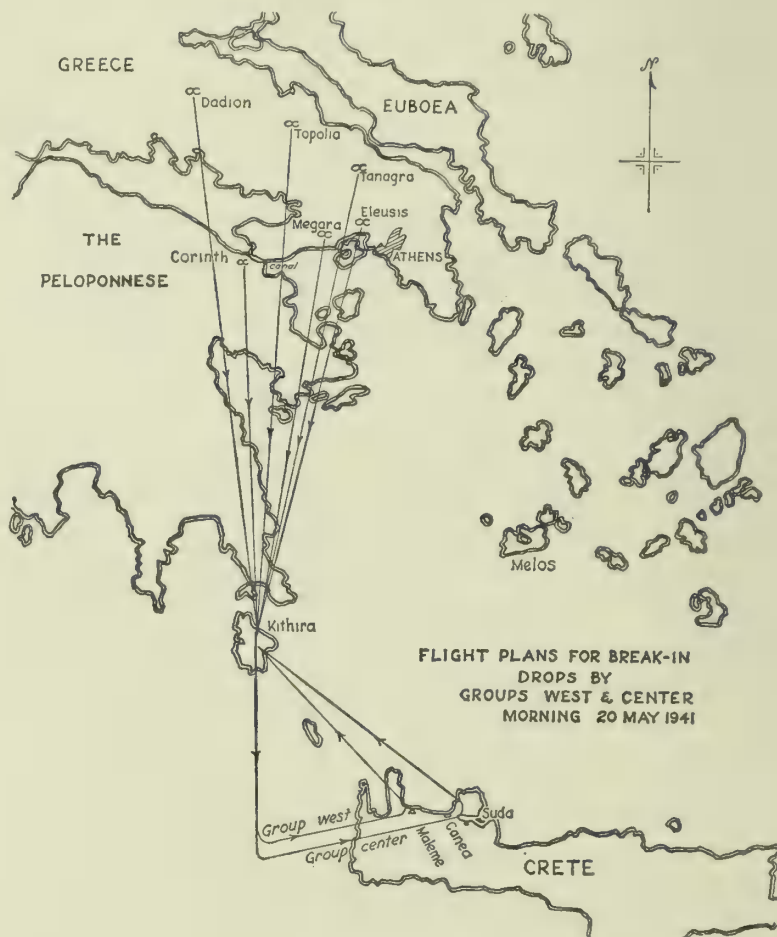 N
GREECE
EUBOEA
Dadion
Topolia
Tanagra
Megara
Eleusis
THE
PELOPONNESE
Corinth
canal
ATHENS
Melos
Kithira
FLIGHT PLANS FOR BREAK-IN
DROPS BY
GROUPS WEST & CENTER
MORNING 20 MAY 1941
Group west
Group center
Maleme
Canea
Suda
CRETE